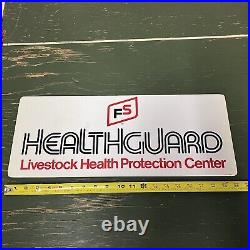 FS
HEALTHGUARD
Livestock Health Protection Center